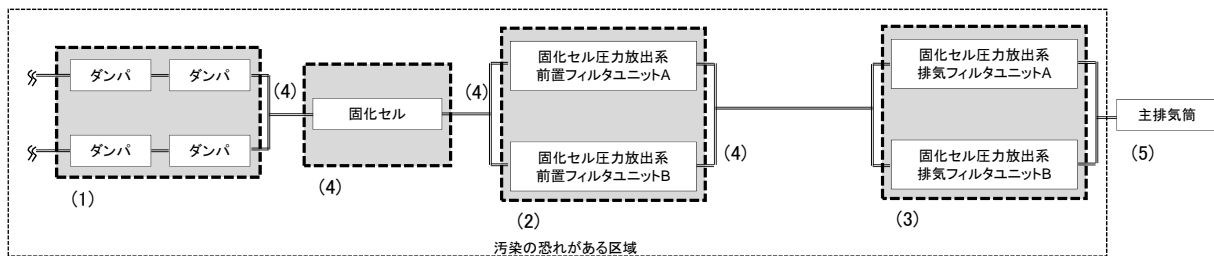 ダンパ
ダンパ
(4)
固化セル
(4)
固化セル圧力放出系
前置フィルタユニットA
固化セル圧力放出系
排気フィルタユニットA
主排気筒
ダンパ
ダンパ
固化セル圧力放出系
前置フィルタユニットB
(4)
固化セル圧力放出系
排気フィルタユニットB
(5)
(1)
(4)
(2)
(3)
汚染の恐れがある区域